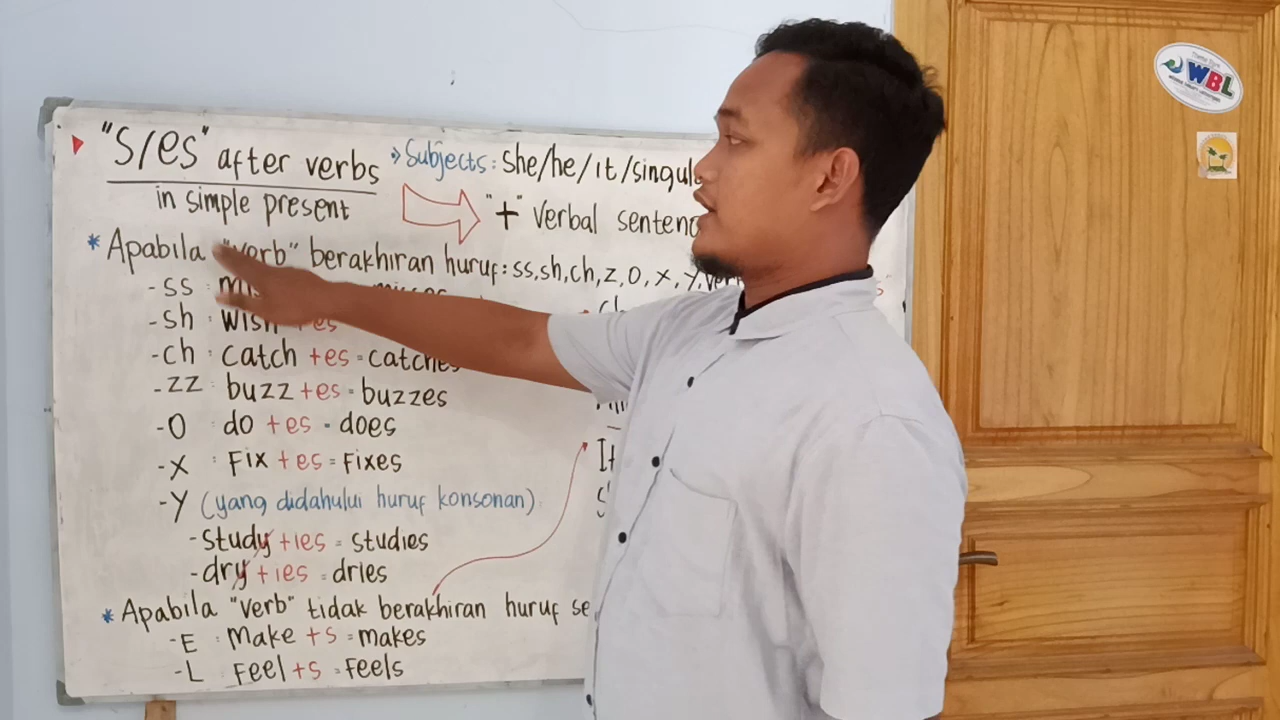 "S/es" after verbs
in simple present
» Subjects: she/he/it/singul
"+" Verbal sentenc
* Apabila "verb" berakhiran huruf: ss, sh, ch, z, o, x, y,
- ss :
- sh : wish +es
- ch : catch +es = catches
- zz : buzz +es = buzzes
- O : do +es = does
- X : Fix +es = Fixes
- Y (yang didahului huruf konsonan)
- study +ies = studies
- dry +ies = dries
* Apabila "verb" tidak berakhiran huruf se
- E : make +s = makes
- L : Feel +s = feels
WBL